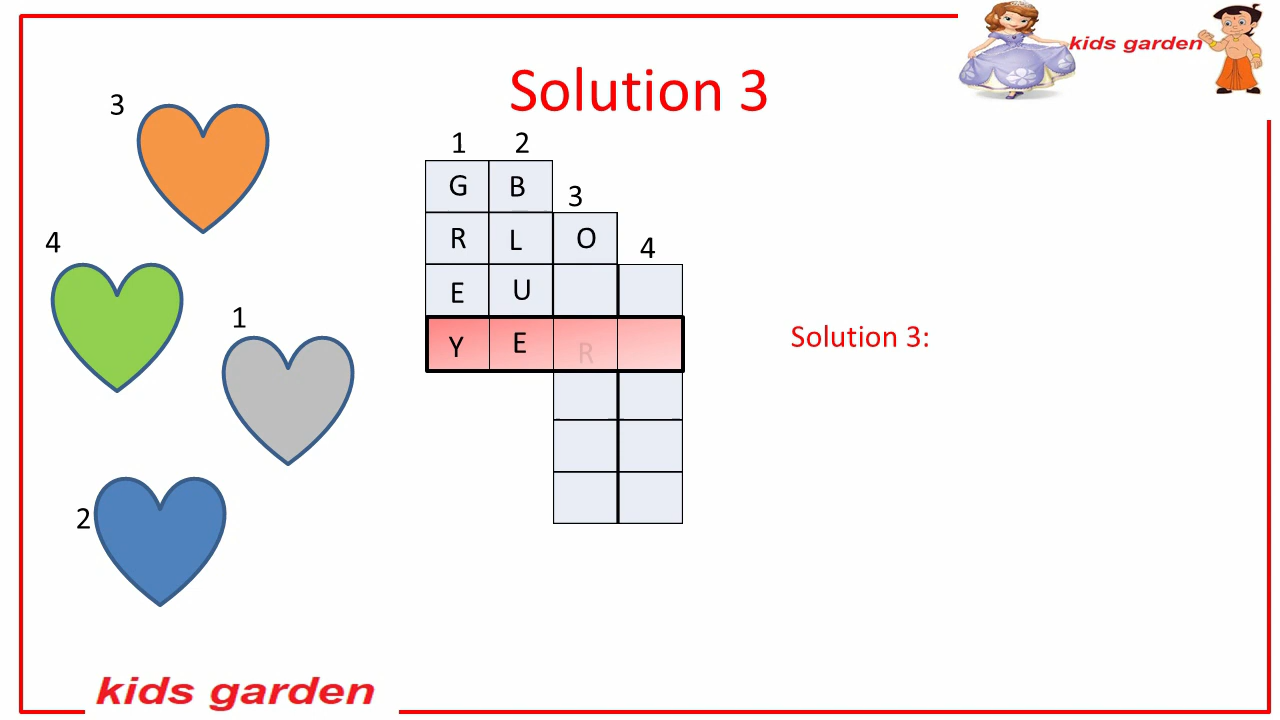 kids garden
Solution 3
3
1 2
G B
3
R L O
4
4
E U
1
Y E R
Solution 3:
2
kids garden